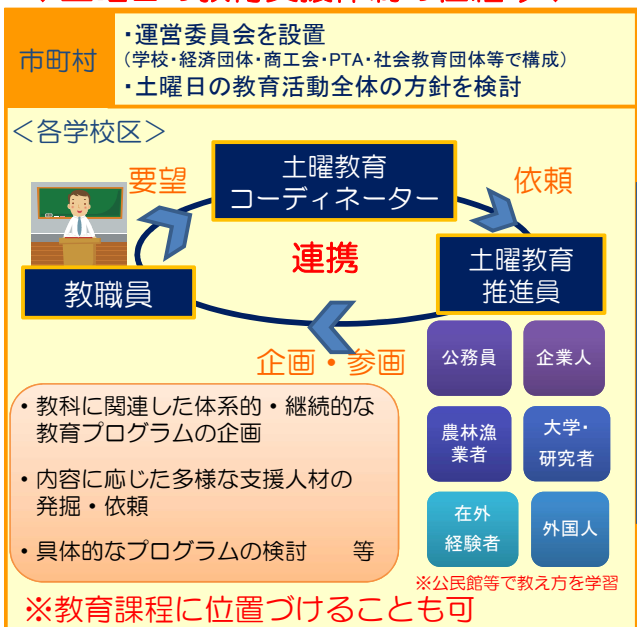 市町村
・運営委員会を設置
(学校・経済団体・商工会・PTA・社会教育団体等で構成)
・土曜日の教育活動全体の方針を検討
＜各学校区＞
要望
土曜教育
コーディネーター
依頼
連携
教職員
土曜教育
推進員
企画・参画
・教科に関連した体系的・継続的な
教育プログラムの企画
・内容に応じた多様な支援人材の
発掘・依頼
・具体的なプログラムの検討　等
公務員
企業人
農林漁
業者
大学・
研究者
在外
経験者
外国人
※公民館等で教え方を学習
※教育課程に位置づけることも可